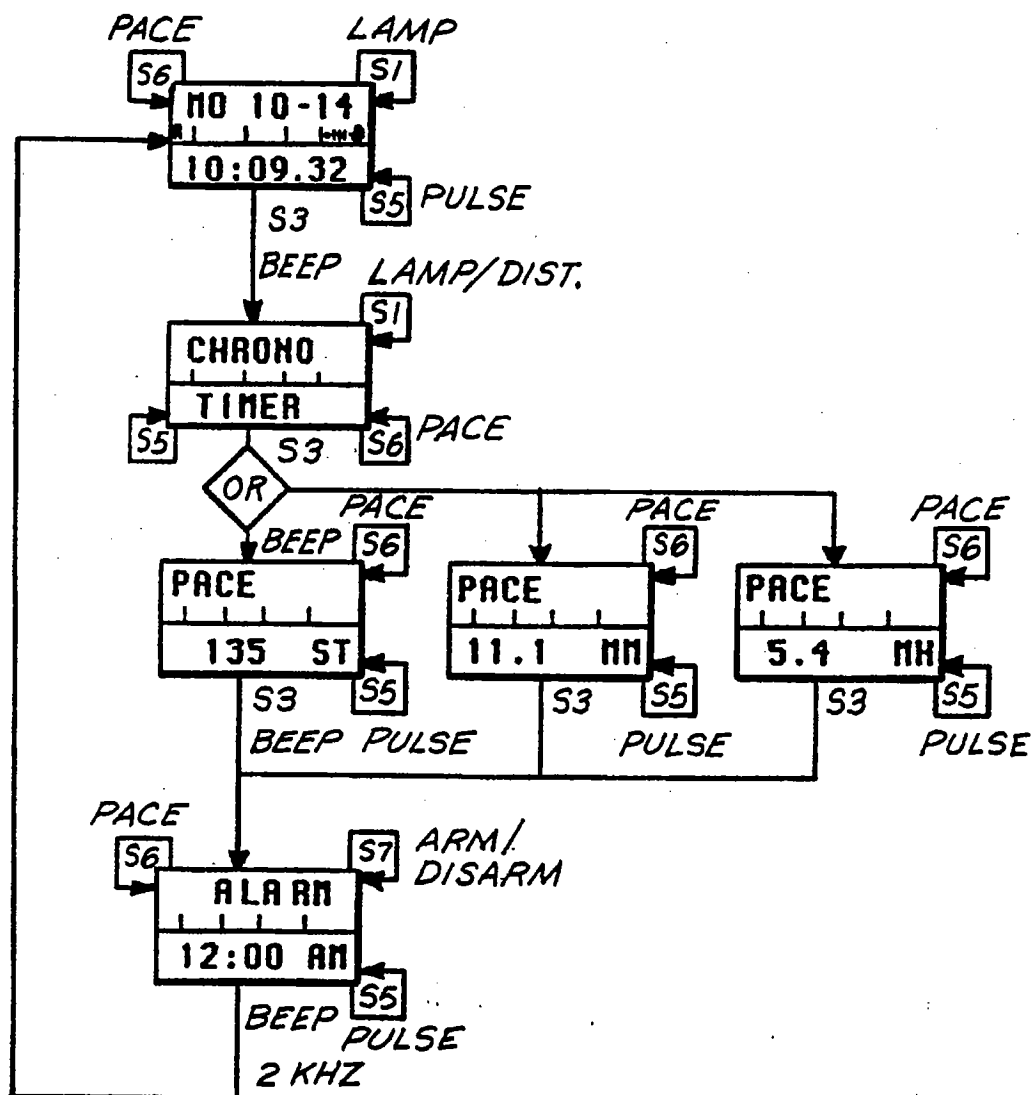 PACE
LAMP
S6
S1
MO 10-14
10:09.32
S5 PULSE
S3
BEEP
LAMP/DIST.
S1
CHRONO
TIMER
S5
S3
S6 PACE
OR
BEEP
PACE
S6
PACE
S6
PACE
S6
PACE
135 ST
PACE
11.1 MM
PACE
5.4 MH
S3
S5
S3
S5
S3
S5
BEEP PULSE
PULSE
PULSE
PACE
S6
S7
ARM/
DISARM
ALARM
12:00 AM
S5
BEEP
PULSE
2 KHZ